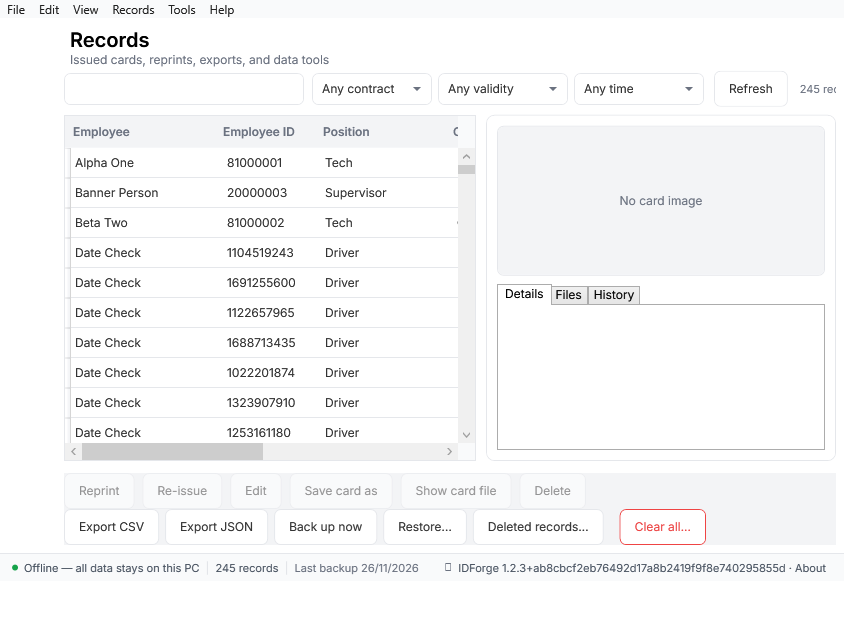 File Edit View Records Tools Help
Records
Issued cards, reprints, exports, and data tools
Any contract Any validity Any time Refresh 245 rec
Employee Employee ID Position
Alpha One 81000001 Tech
Banner Person 20000003 Supervisor
Beta Two 81000002 Tech
Date Check 1104519243 Driver
Date Check 1691255600 Driver
Date Check 1122657965 Driver
Date Check 1688713435 Driver
Date Check 1022201874 Driver
Date Check 1323907910 Driver
Date Check 1253161180 Driver
No card image
Details Files History
Reprint Re-issue Edit Save card as Show card file Delete
Export CSV Export JSON Back up now Restore... Deleted records... Clear all...
Offline — all data stays on this PC 245 records Last backup 26/11/2026 IDForge 1.2.3+ab8cbcf2eb76492d17a8b2419f9f8e740295855d · About